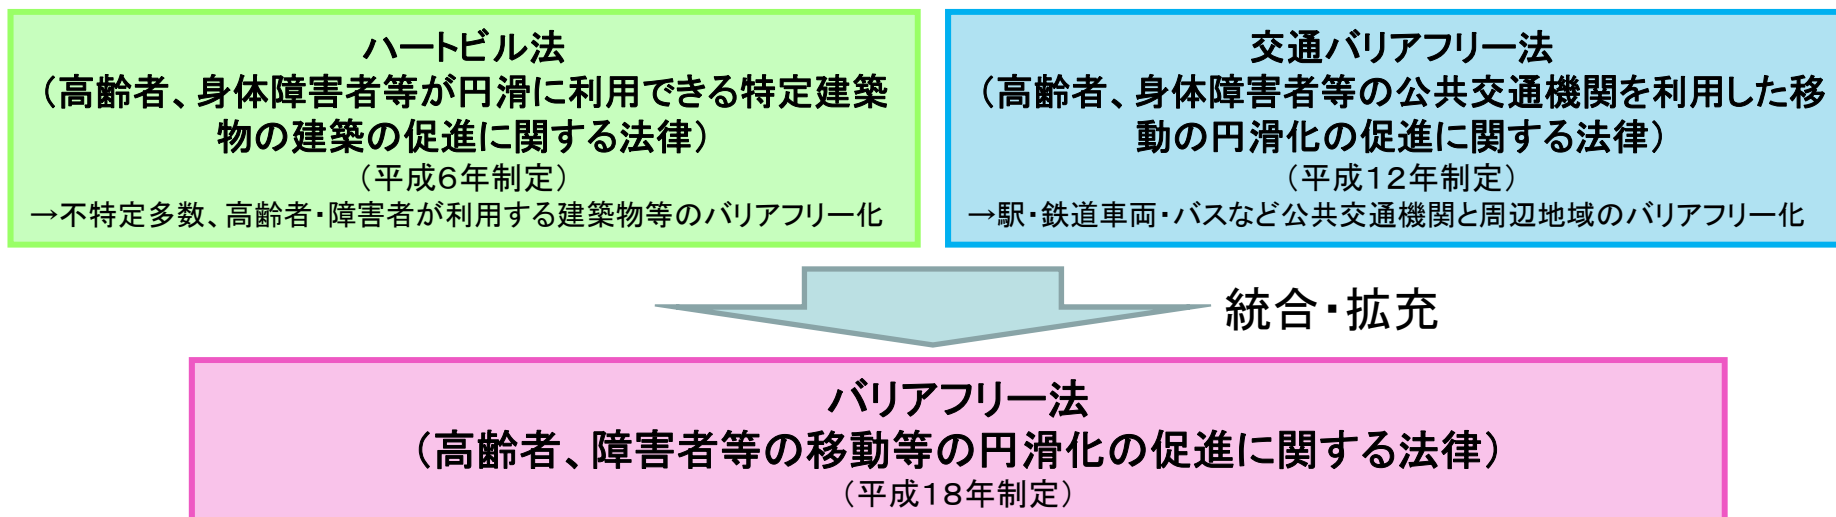 ハートビル法
（高齢者、身体障害者等が円滑に利用できる特定建築
物の建築の促進に関する法律）
（平成６年制定）
→不特定多数、高齢者・障害者が利用する建築物等のバリアフリー化
交通バリアフリー法
（高齢者、身体障害者等の公共交通機関を利用した移
動の円滑化の促進に関する法律）
（平成１２年制定）
→駅・鉄道車両・バスなど公共交通機関と周辺地域のバリアフリー化
統合・拡充
バリアフリー法
（高齢者、障害者等の移動等の円滑化の促進に関する法律）
（平成１８年制定）